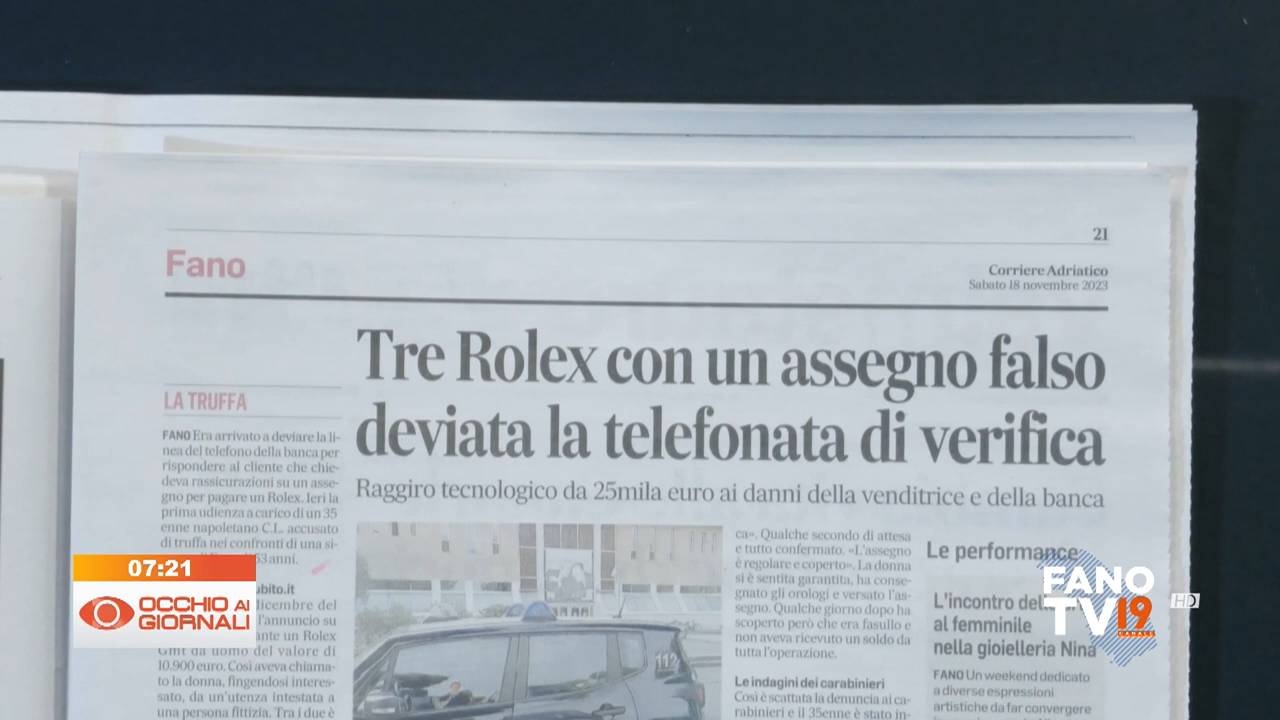 21
Fano
Corriere Adriatico
Sabato 18 novembre 2023
Tre Rolex con un assegno falso
deviata la telefonata di verifica
Raggiro tecnologico da 25mila euro ai danni della venditrice e della banca
LA TRUFFA
FANO Era arrivato a deviare la li-
nea del telefono della banca per
rispondere al cliente che chie-
deva rassicurazioni su un asse-
gno per pagare un Rolex. Ieri la
prima udienza a carico di un 35
enne napoletano C.L. accusato
di truffa nei confronti di una si-
53 anni.
ubito.it
dicembre del
l'annuncio su
nte un Rolex
Gmt da uomo del valore di
10.900 euro. Così aveva chiama-
to la donna, fingendosi interes-
sato, da un'utenza intestata a
una persona fittizia. Tra i due è
112
ca». Qualche secondo di attesa
e tutto confermato. «L'assegno
è regolare e coperto». La donna
si è sentita garantita, ha conse-
gnato gli orologi e versato l'as-
segno. Qualche giorno dopo ha
scoperto però che era fasullo e
non aveva ricevuto un soldo da
tutta l'operazione.
Le indagini dei carabinieri
Così è scattata la denuncia ai ca-
rabinieri e il 35enne è stato in-
Le performance
L'incontro del
al femminile
nella gioielleria Nina
FANO Un weekend dedicato
a diverse espressioni
artistiche da far convergere
07:21
OCCHIO AI
GIORNALI
FANO
TV19
CANALE
HD